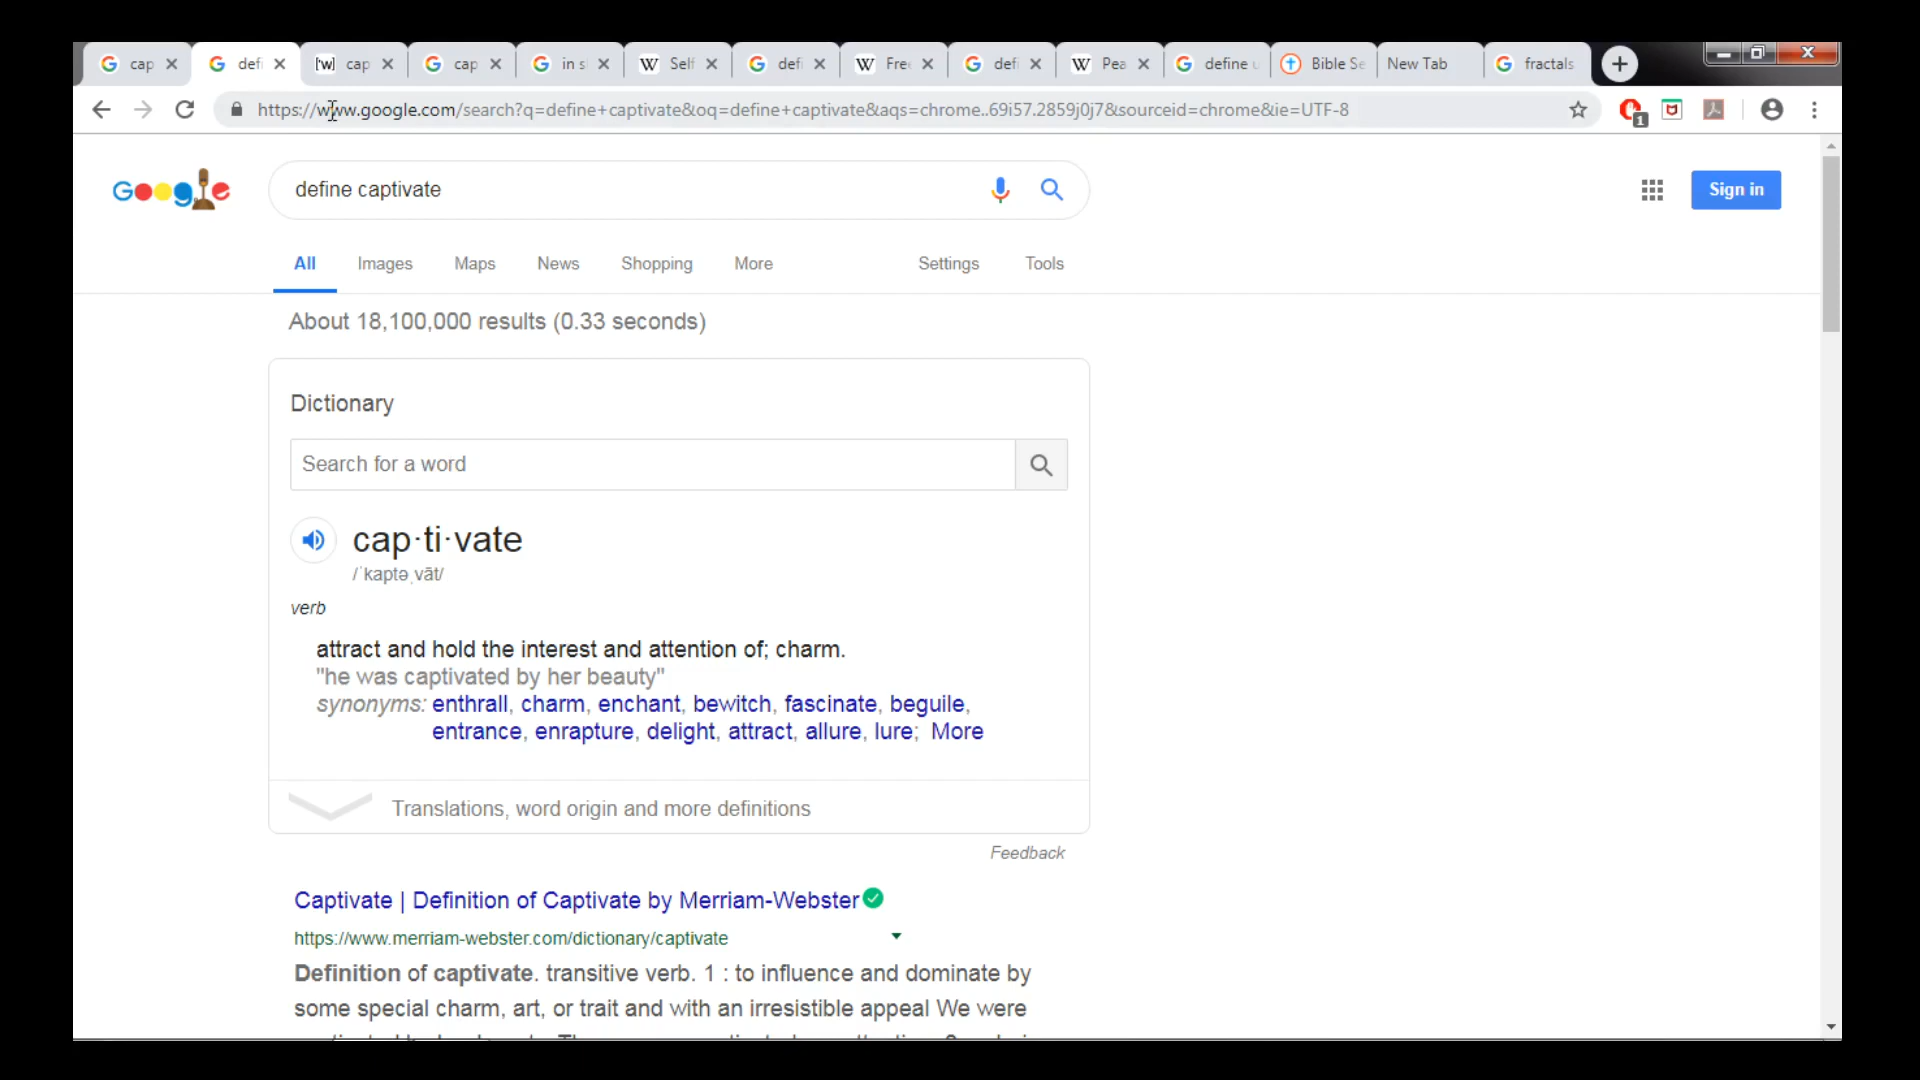 cap
defi
['w] cap
cap
in s
W Self
defi
W Free
defi
W Pea
define u
Bible Se
New Tab
fractals
https://www.google.com/search?q=define+captivate&oq=define+captivate&aqs=chrome..69i57.2859j0j7&sourceid=chrome&ie=UTF-8
1
Google
define captivate
Sign in
All
Images
Maps
News
Shopping
More
Settings
Tools
About 18,100,000 results (0.33 seconds)
Dictionary
Search for a word
cap·ti·vate
/ˈkaptəˌvāt/
verb
attract and hold the interest and attention of; charm.
"he was captivated by her beauty"
synonyms: enthrall, charm, enchant, bewitch, fascinate, beguile,
entrance, enrapture, delight, attract, allure, lure; More
Translations, word origin and more definitions
Feedback
Captivate | Definition of Captivate by Merriam-Webster
https://www.merriam-webster.com/dictionary/captivate
Definition of captivate. transitive verb. 1 : to influence and dominate by
some special charm, art, or trait and with an irresistible appeal We were